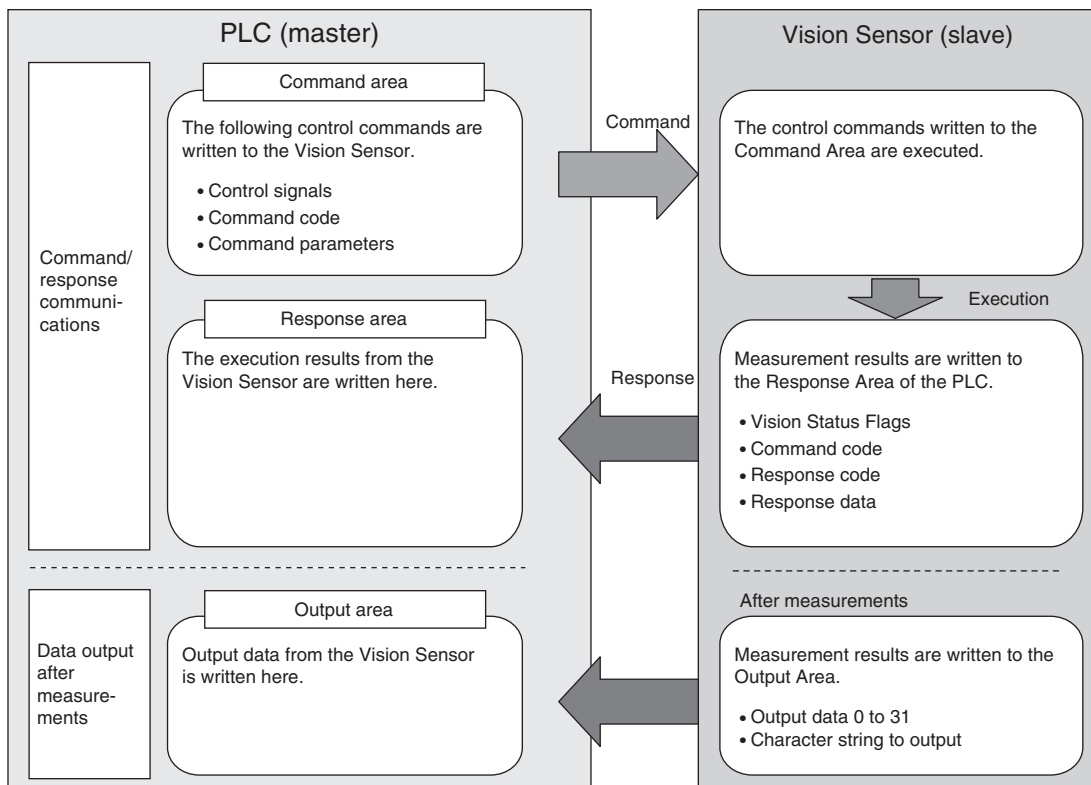 PLC (master)
Command/
response
communi-
cations
Command area
The following control commands are
written to the Vision Sensor.
• Control signals
• Command code
• Command parameters
Response area
The execution results from the
Vision Sensor are written here.
Command
Response
Vision Sensor (slave)
The control commands written to the
Command Area are executed.
Execution
Measurement results are written to
the Response Area of the PLC.
• Vision Status Flags
• Command code
• Response code
• Response data
Data output
after
measure-
ments
Output area
Output data from the Vision Sensor
is written here.
After measurements
Measurement results are written to the
Output Area.
• Output data 0 to 31
• Character string to output